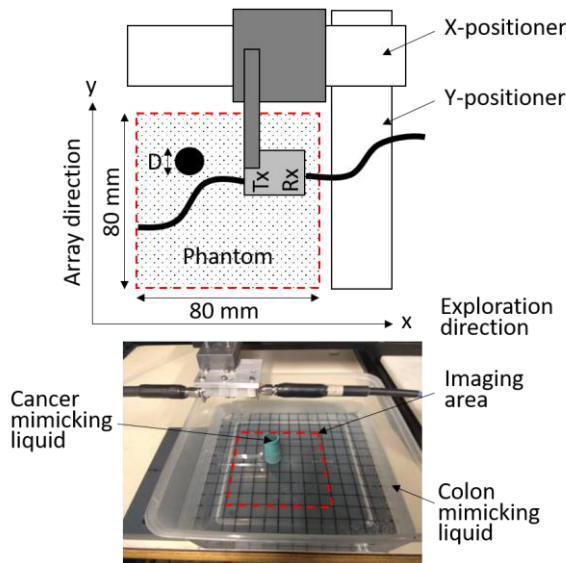 X-positioner
y
Y-positioner
D
Tx
Rx
Array direction
80 mm
Phantom
80 mm
x
Exploration
direction
Imaging
area
Cancer
mimicking
liquid
Colon
mimicking
liquid